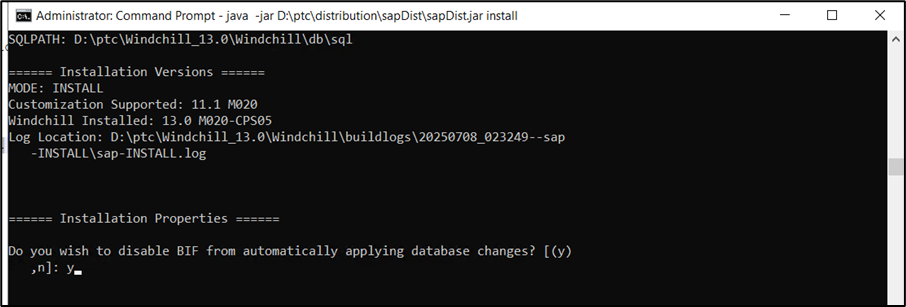 Administrator: Command Prompt - java  -jar D:\ptc\distribution\sapDist\sapDist.jar install
SQLPATH: D:\ptc\Windchill_13.0\Windchill\db\sql
====== Installation Versions ======
MODE: INSTALL
Customization Supported: 11.1 M020
Windchill Installed: 13.0 M020-CPS05
Log Location: D:\ptc\Windchill_13.0\Windchill\buildlogs\20250708_023249--sap
-INSTALL\sap-INSTALL.log
====== Installation Properties ======
Do you wish to disable BIF from automatically applying database changes? [(y)
,n]: y